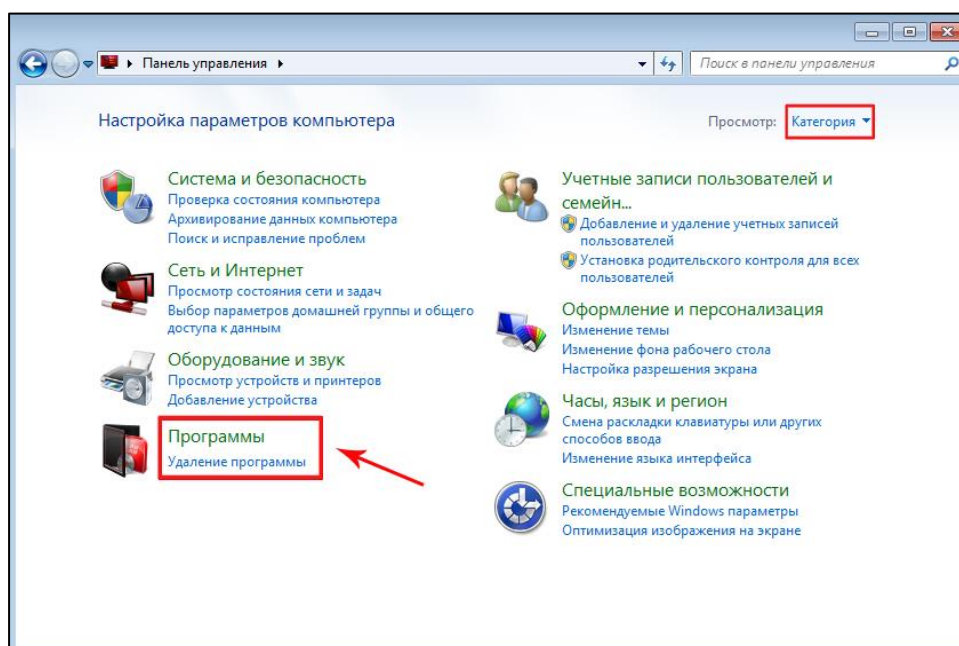 Панель управления
Поиск в панели управления
Настройка параметров компьютера
Просмотр: Категория
Система и безопасность
Проверка состояния компьютера
Архивирование данных компьютера
Поиск и исправление проблем
Сеть и Интернет
Просмотр состояния сети и задач
Выбор параметров домашней группы и общего
доступа к данным
Оборудование и звук
Просмотр устройств и принтеров
Добавление устройства
Программы
Удаление программы
Учетные записи пользователей и
семейн...
Добавление и удаление учетных записей
пользователей
Установка родительского контроля для всех
пользователей
Оформление и персонализация
Изменение темы
Изменение фона рабочего стола
Настройка разрешения экрана
Часы, язык и регион
Смена раскладки клавиатуры или других
способов ввода
Изменение языка интерфейса
Специальные возможности
Рекомендуемые Windows параметры
Оптимизация изображения на экране